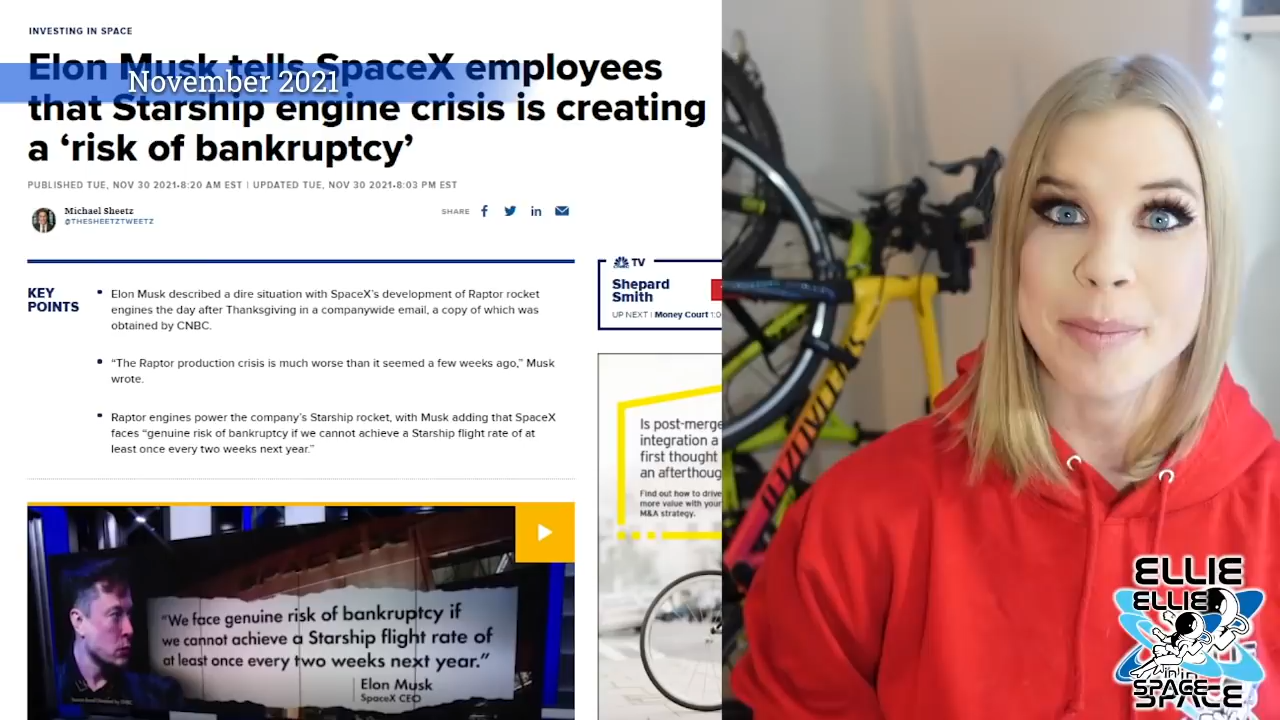 INVESTING IN SPACE
Elon Musk tells SpaceX employees
November 2021
that Starship engine crisis is creating
a ‘risk of bankruptcy’
PUBLISHED TUE, NOV 30 2021•8:20 AM EST | UPDATED TUE, NOV 30 2021•8:03 PM EST
Michael Sheetz
@THESHEETZTWEETZ
SHARE
KEY
POINTS
Elon Musk described a dire situation with SpaceX’s development of Raptor rocket
engines the day after Thanksgiving in a companywide email, a copy of which was
obtained by CNBC.
“The Raptor production crisis is much worse than it seemed a few weeks ago,” Musk
wrote.
Raptor engines power the company’s Starship rocket, with Musk adding that SpaceX
faces “genuine risk of bankruptcy if we cannot achieve a Starship flight rate of at
least once every two weeks next year.”
TV
Shepard
Smith
UP NEXT | Money Court 1:0
Is post-merge
integration a
first thought
an afterthoug
Find out how to drive
more value with your
M&A strategy.
“We face genuine risk of bankruptcy if
we cannot achieve a Starship flight rate of
at least once every two weeks next year.”
Elon Musk
SpaceX CEO
ELLIE
ELLIE
in
SPACE